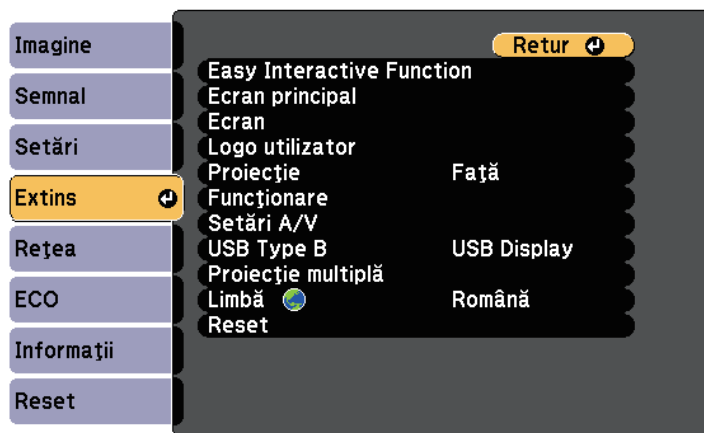 Imagine
Semnal
Setări
Extins
Reţea
ECO
Informaţii
Reset
Retur
Easy Interactive Function
Ecran principal
Ecran
Logo utilizator
Proiecţie Faţă
Funcţionare
Setări A/V
USB Type B USB Display
Proiecţie multiplă
Limbă Română
Reset